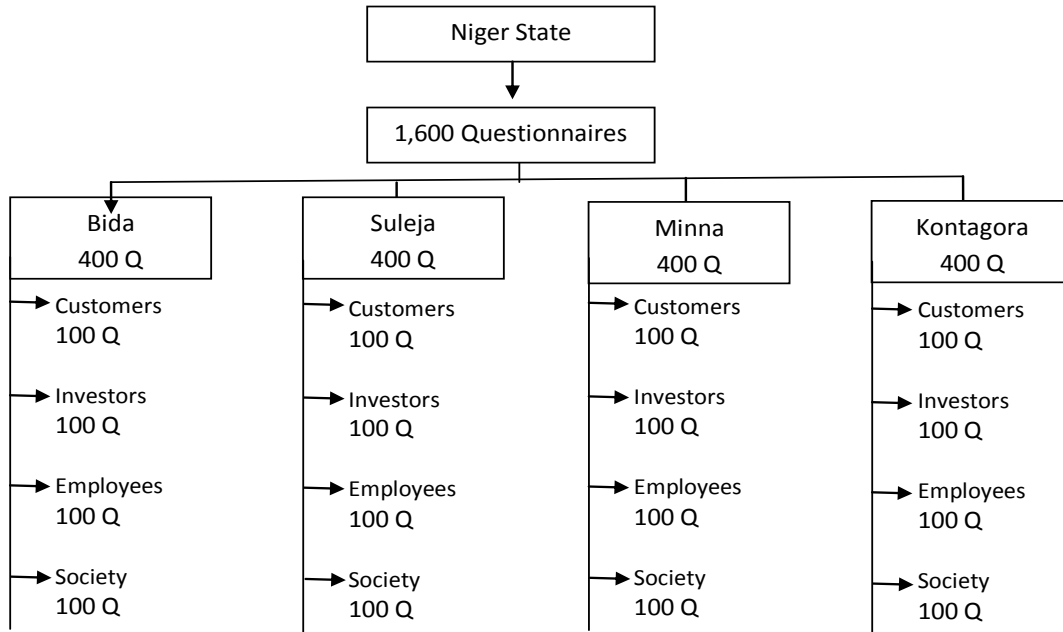 Niger State
1,600 Questionnaires
Bida
400 Q
Customers
100 Q
Investors
100 Q
Employees
100 Q
Society
100 Q
Suleja
400 Q
Customers
100 Q
Investors
100 Q
Employees
100 Q
Society
100 Q
Minna
400 Q
Customers
100 Q
Investors
100 Q
Employees
100 Q
Society
100 Q
Kontagora
400 Q
Customers
100 Q
Investors
100 Q
Employees
100 Q
Society
100 Q